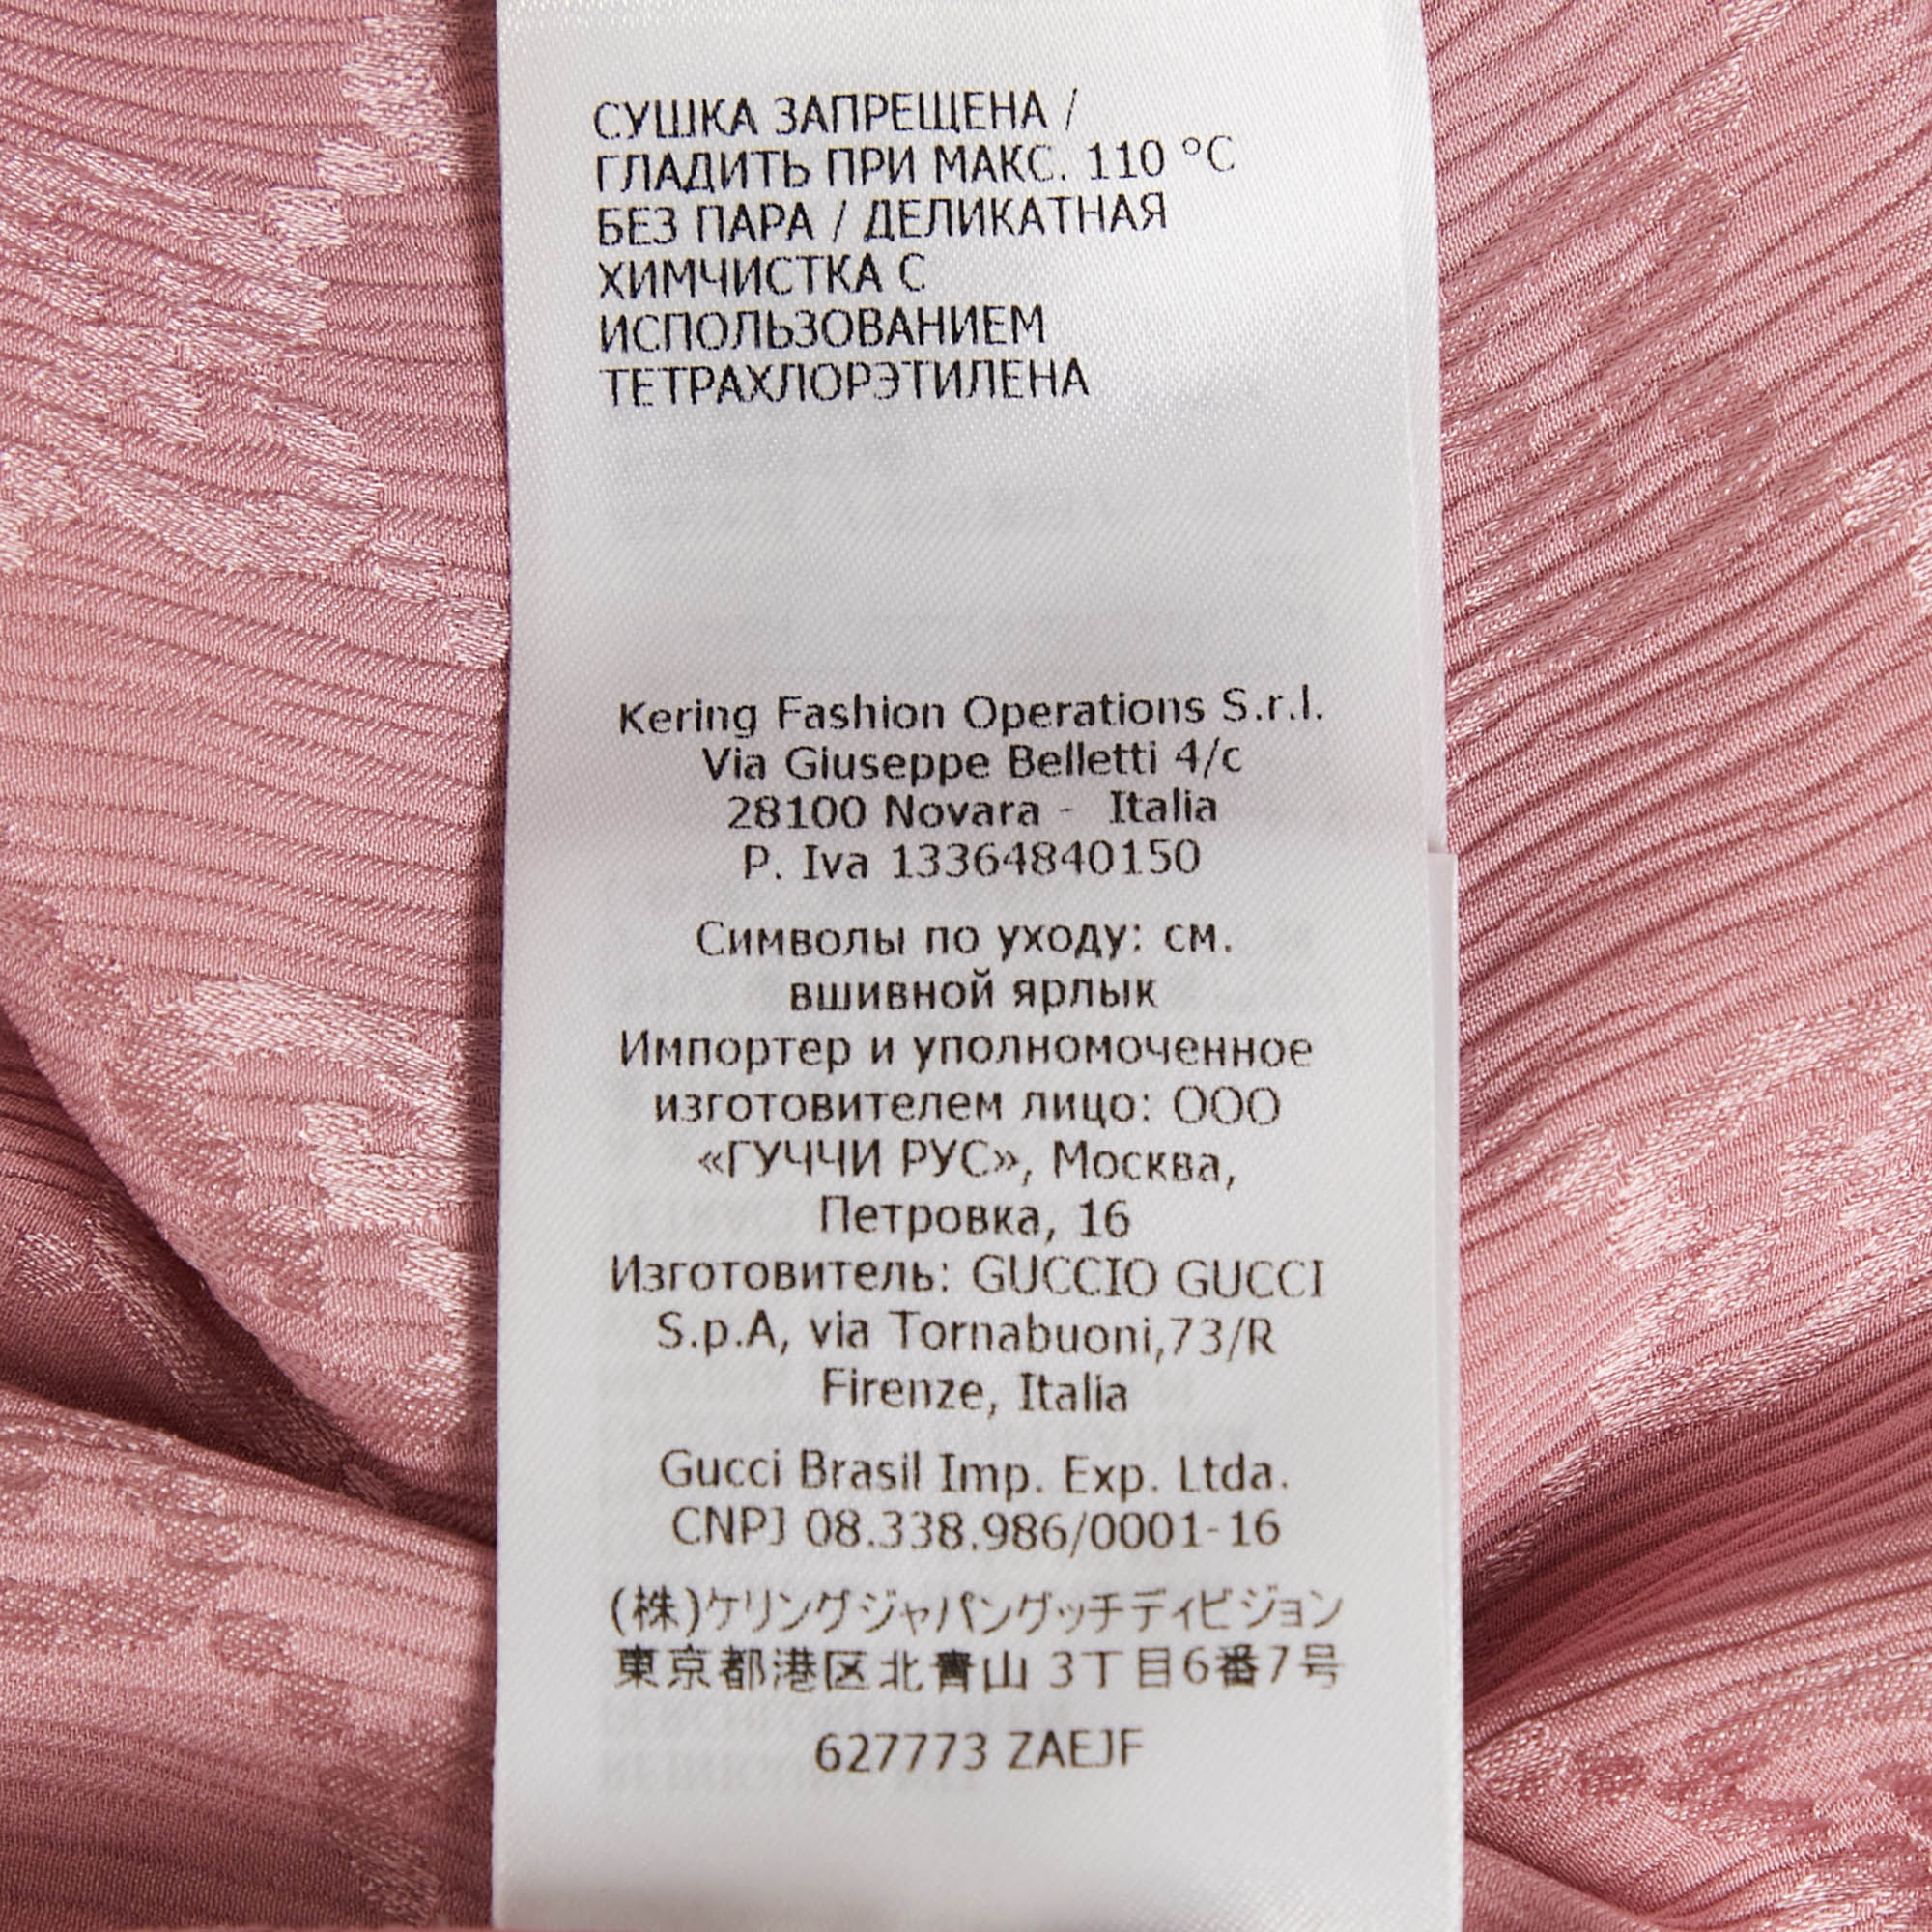 СУШКА ЗАПРЕЩЕНА /
ГЛАДИТЬ ПРИ МАКС. 110 °C
БЕЗ ПАРА / ДЕЛИКАТНАЯ
ХИМЧИСТКА С
ИСПОЛЬЗОВАНИЕМ
ТЕТРАХЛОРЭТИЛЕНА
Kering Fashion Operations S.r.l.
Via Giuseppe Belletti 4/c
28100 Novara - Italia
P. Iva 13364840150
Символы по уходу: см.
вшивной ярлык
Импортер и уполномоченное
изготовителем лицо: ООО
«ГУЧЧИ РУС», Москва,
Петровка, 16
Изготовитель: GUCCIO GUCCI
S.p.A, via Tornabuoni,73/R
Firenze, Italia
Gucci Brasil Imp. Exp. Ltda.
CNPJ 08.338.986/0001-16
(株)ケリングジャパングッチディビジョン
東京都港区北青山 3丁目6番7号
627773 ZAEJF